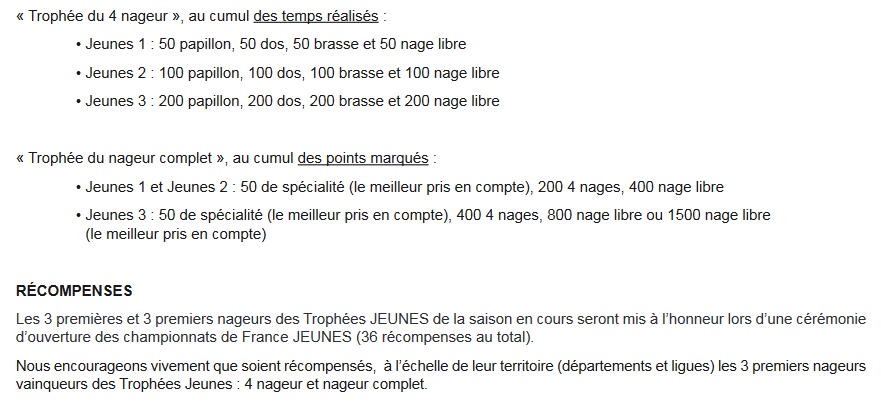 « Trophée du 4 nageur », au cumul des temps réalisés :
• Jeunes 1 : 50 papillon, 50 dos, 50 brasse et 50 nage libre
• Jeunes 2 : 100 papillon, 100 dos, 100 brasse et 100 nage libre
• Jeunes 3 : 200 papillon, 200 dos, 200 brasse et 200 nage libre
« Trophée du nageur complet », au cumul des points marqués :
• Jeunes 1 et Jeunes 2 : 50 de spécialité (le meilleur pris en compte), 200 4 nages, 400 nage libre
• Jeunes 3 : 50 de spécialité (le meilleur pris en compte), 400 4 nages, 800 nage libre ou 1500 nage libre
(le meilleur pris en compte)
RÉCOMPENSES
Les 3 premières et 3 premiers nageurs des Trophées JEUNES de la saison en cours seront mis à l’honneur lors d’une cérémonie
d’ouverture des championnats de France JEUNES (36 récompenses au total).
Nous encourageons vivement que soient récompensés, à l’échelle de leur territoire (départements et ligues) les 3 premiers nageurs
vainqueurs des Trophées Jeunes : 4 nageur et nageur complet.